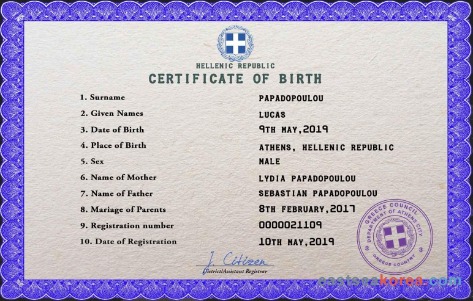 HELLENIC REPUBLIC
CERTIFICATE OF BIRTH
1. Surname PAPADOPOULOU
2. Given Names LUCAS
3. Date of Birth 9TH MAY,2019
4. Place of Birth ATHENS, HELLENIC REPUBLIC
5. Sex MALE
6. Name of Mother LYDIA PAPADOPOULOU
7. Name of Father SEBASTIAN PAPADOPOULOU
8. Mariage of Parents 8TH FEBRUARY,2017
9. Registration number 0000021109
10. Date of Registration 10TH MAY,2019
J. Citizen
District/Assistant Registrar
GREECE COUNCIL
DEPARTMENT OF ATHENS CITY